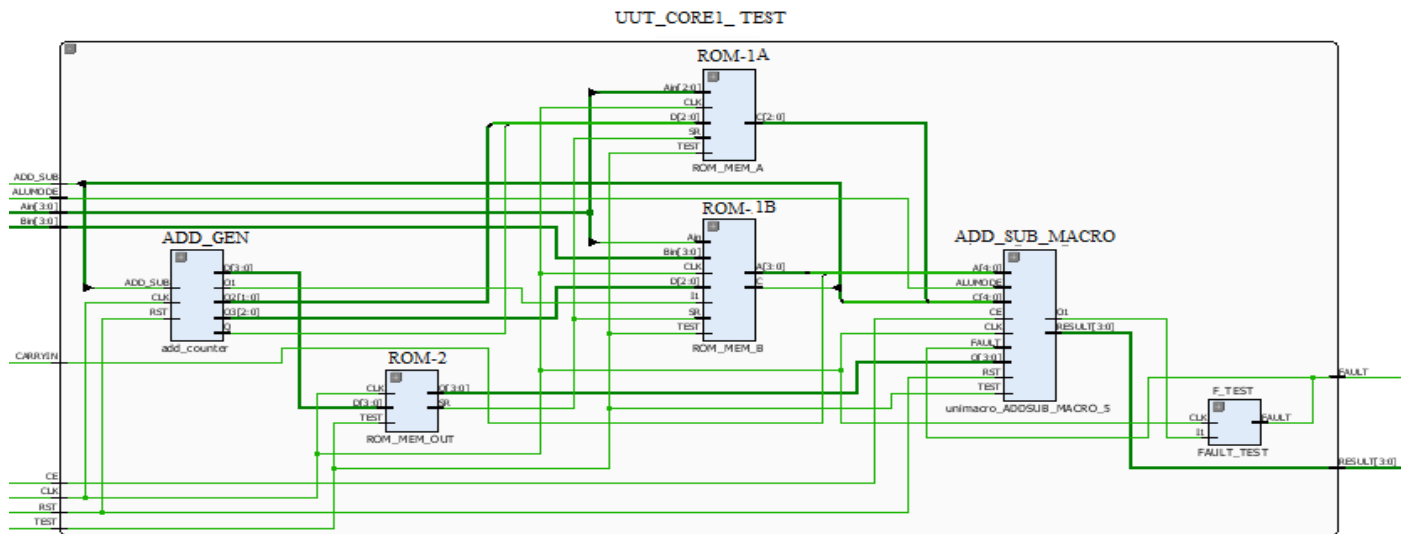 UUT_CORE1_ TEST
ROM-1A
Ain[2:0]
CLK
D[2:0]
SR
TEST
C[2:0]
ROM_MEM_A
ADD_SUB
ALUMODE
Ain[3:0]
Bin[3:0]
CARRYIN
CE
CLK
RST
TEST
ADD_GEN
ADD_SUB
CLK
RST
D[3:0]
O1
O2[1:0]
O3[2:0]
Q
add_counter
ROM-.1B
Ain
Bin[3:0]
CLK
D[2:0]
I1
SR
TEST
A[3:0]
C
ROM_MEM_B
ROM-2
CLK
D[3:0]
TEST
O[3:0]
SR
ROM_MEM_OUT
ADD_SUB_MACRO
A[4:0]
ALUMODE
C[4:0]
CE
CLK
FAULT
O[3:0]
RST
TEST
O1
RESULT[3:0]
unimacro_ADDSUB_MACRO_S
F_TEST
CLK
I1
FAULT
FAULT_TEST
FAULT
RESULT[3:0]